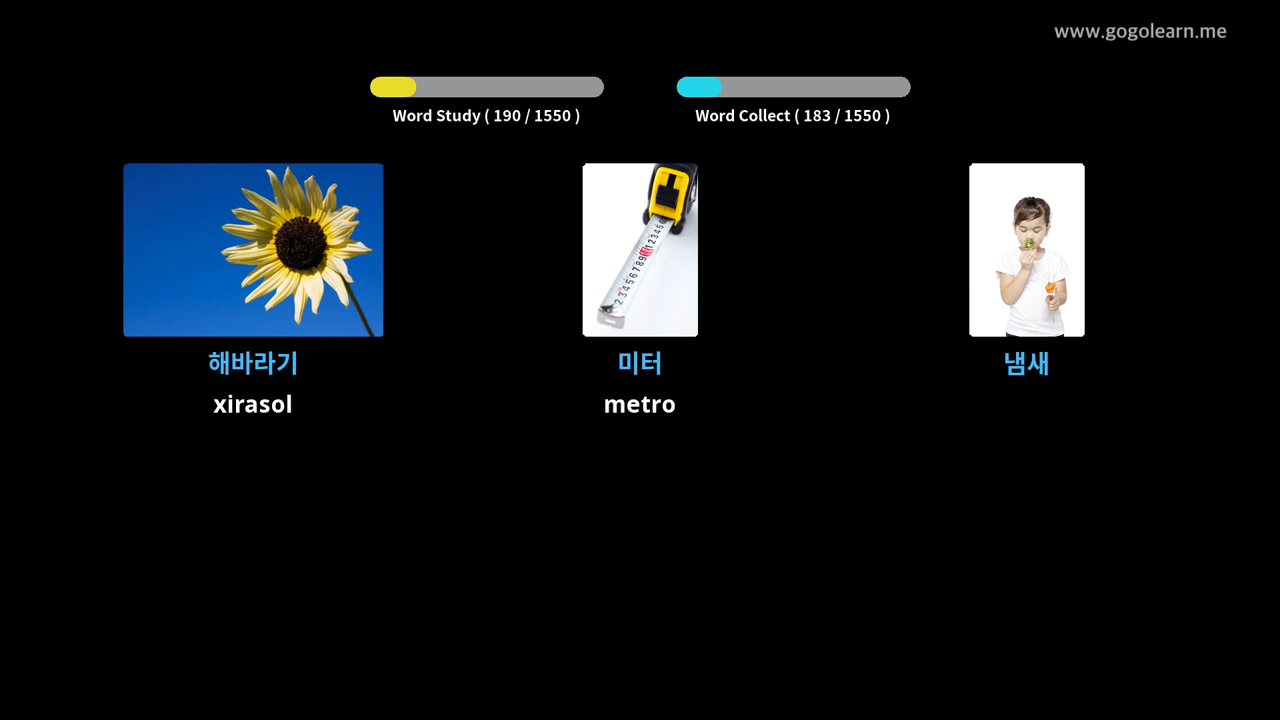 www.gogolearn.me
Word Study ( 190 / 1550 )
Word Collect ( 183 / 1550 )
해바라기
미터
냄새
xirasol
metro